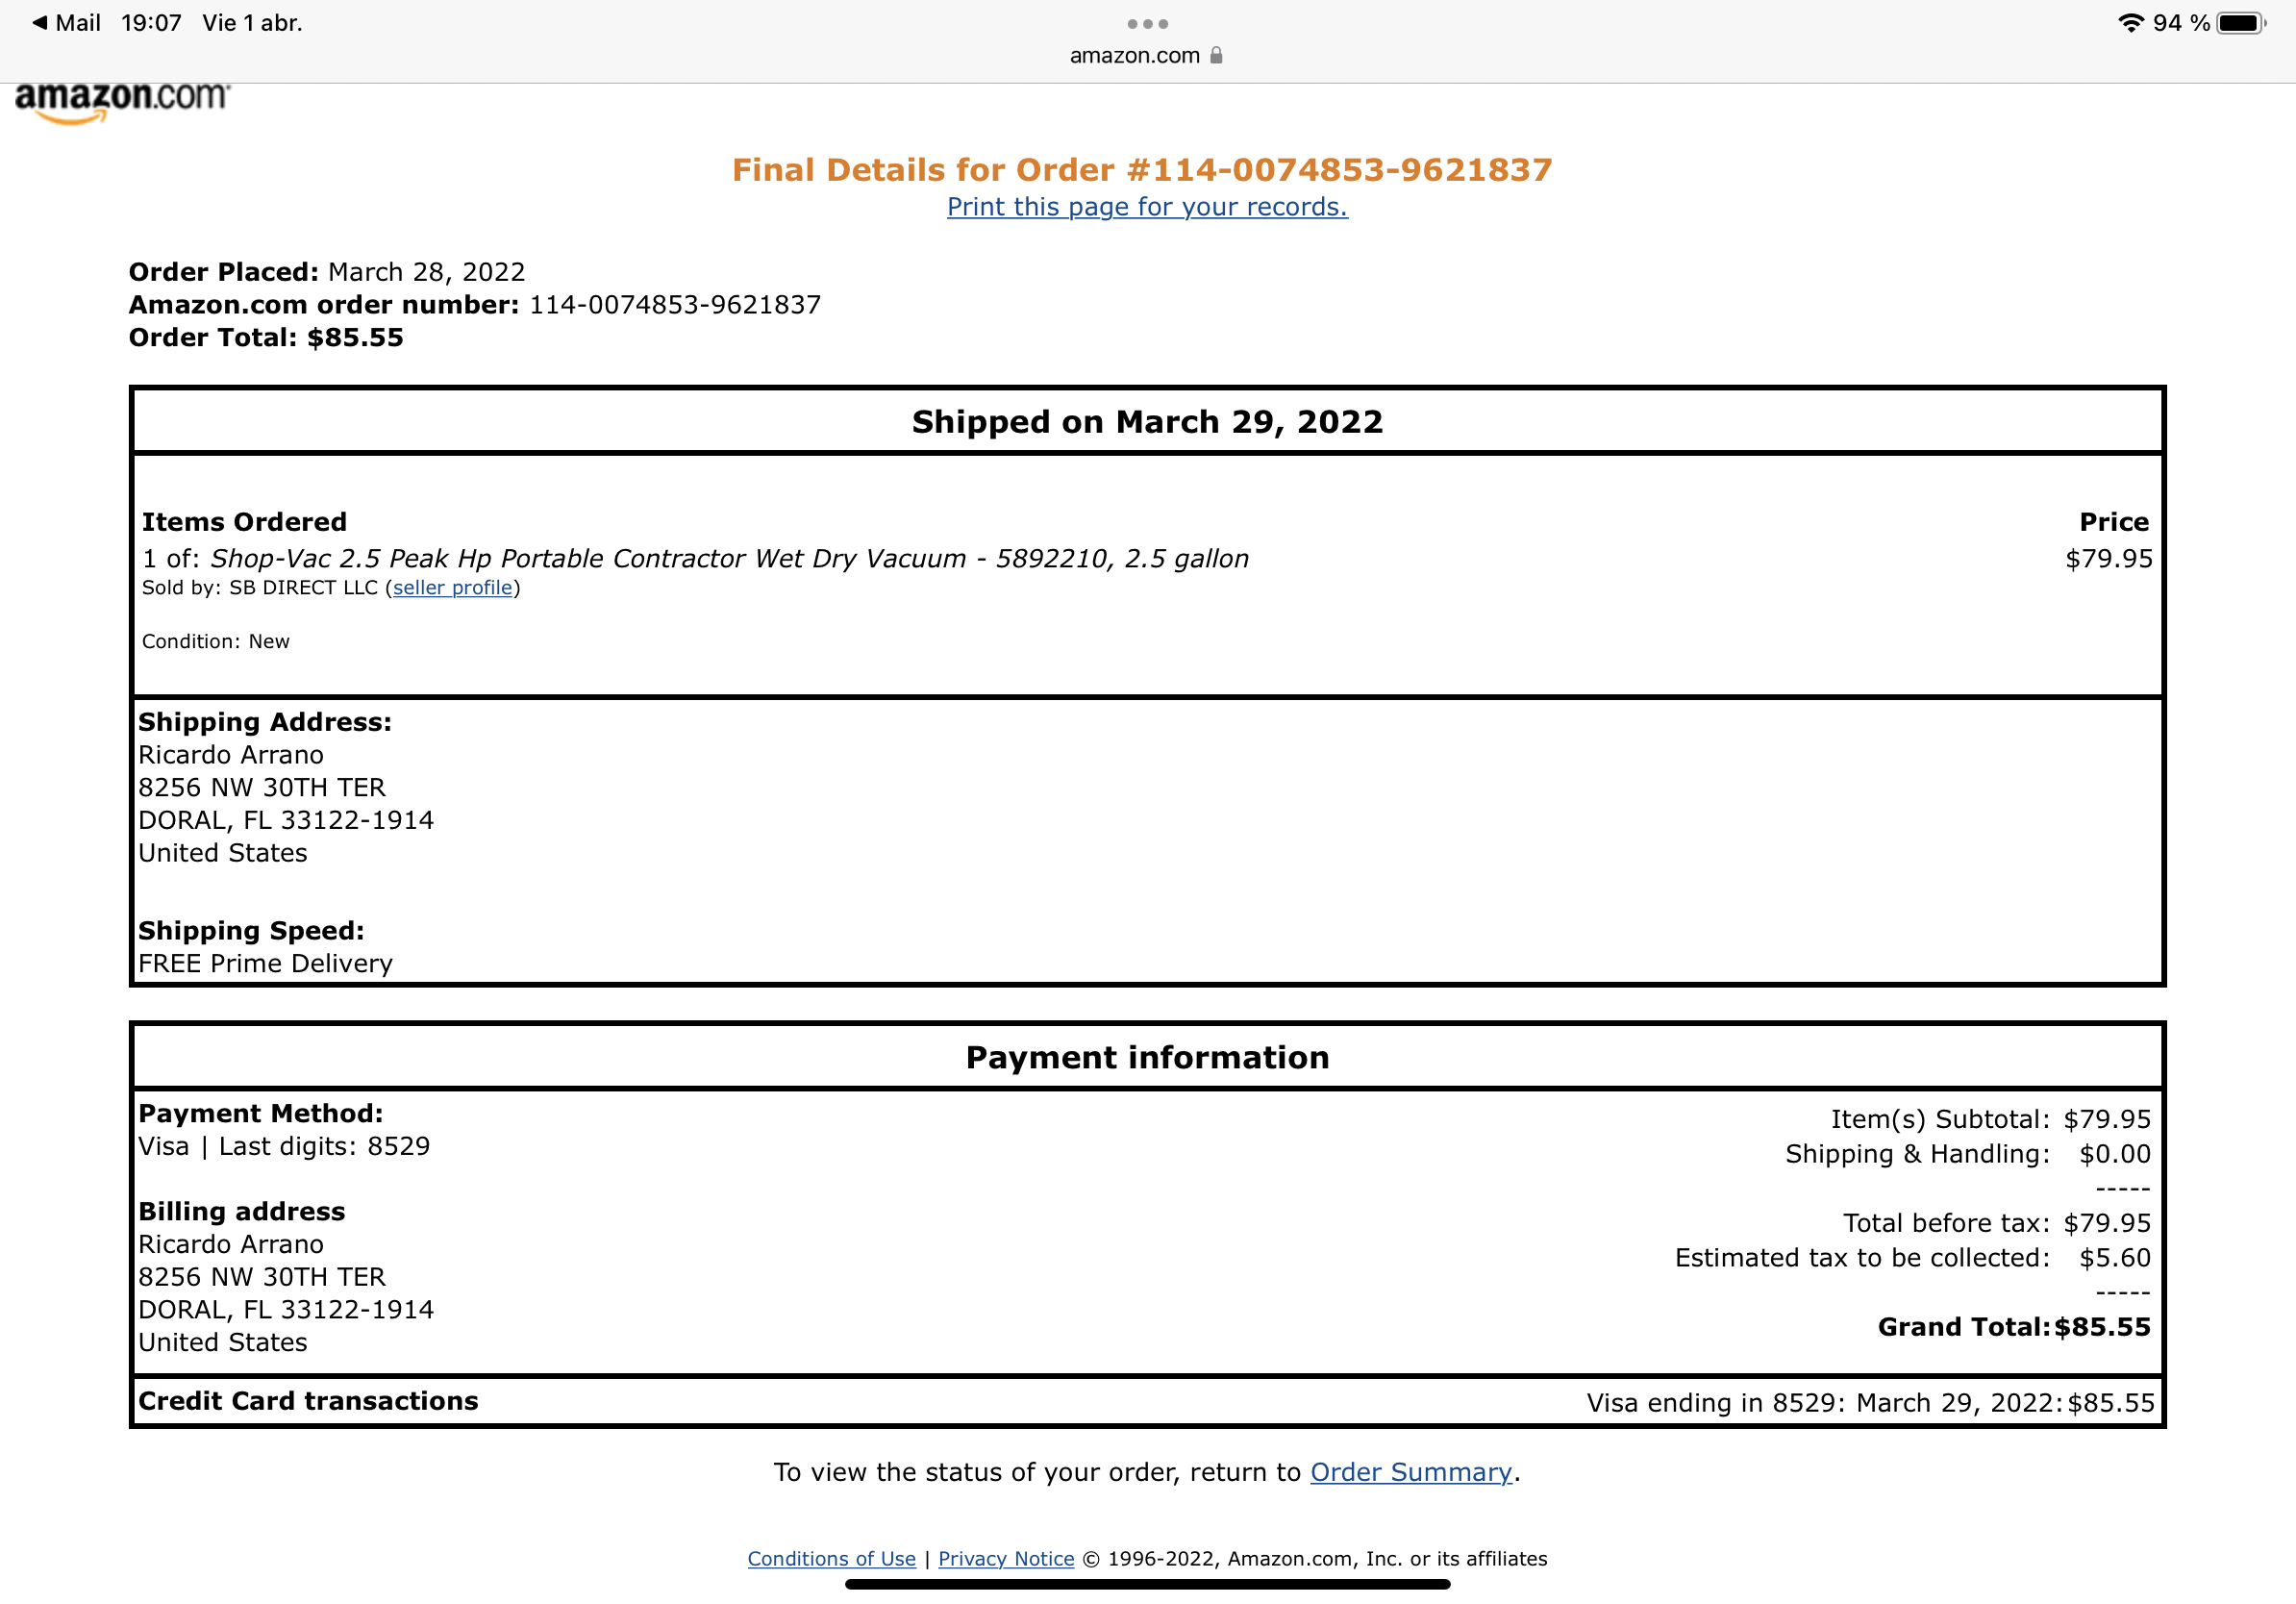 ◀ Mail 19:07 Vie 1 abr.
94 %
amazon.com
amazon.com
Final Details for Order #114-0074853-9621837
Print this page for your records.
Order Placed: March 28, 2022
Amazon.com order number: 114-0074853-9621837
Order Total: $85.55
Shipped on March 29, 2022
Items Ordered Price
1 of: Shop-Vac 2.5 Peak Hp Portable Contractor Wet Dry Vacuum - 5892210, 2.5 gallon $79.95
Sold by: SB DIRECT LLC (seller profile)
Condition: New
Shipping Address:
Ricardo Arrano
8256 NW 30TH TER
DORAL, FL 33122-1914
United States
Shipping Speed:
FREE Prime Delivery
Payment information
Payment Method:
Visa | Last digits: 8529
Billing address
Ricardo Arrano
8256 NW 30TH TER
DORAL, FL 33122-1914
United States
Item(s) Subtotal: $79.95
Shipping & Handling: $0.00
-----
Total before tax: $79.95
Estimated tax to be collected: $5.60
-----
Grand Total: $85.55
Credit Card transactions Visa ending in 8529: March 29, 2022: $85.55
To view the status of your order, return to Order Summary.
Conditions of Use | Privacy Notice © 1996-2022, Amazon.com, Inc. or its affiliates